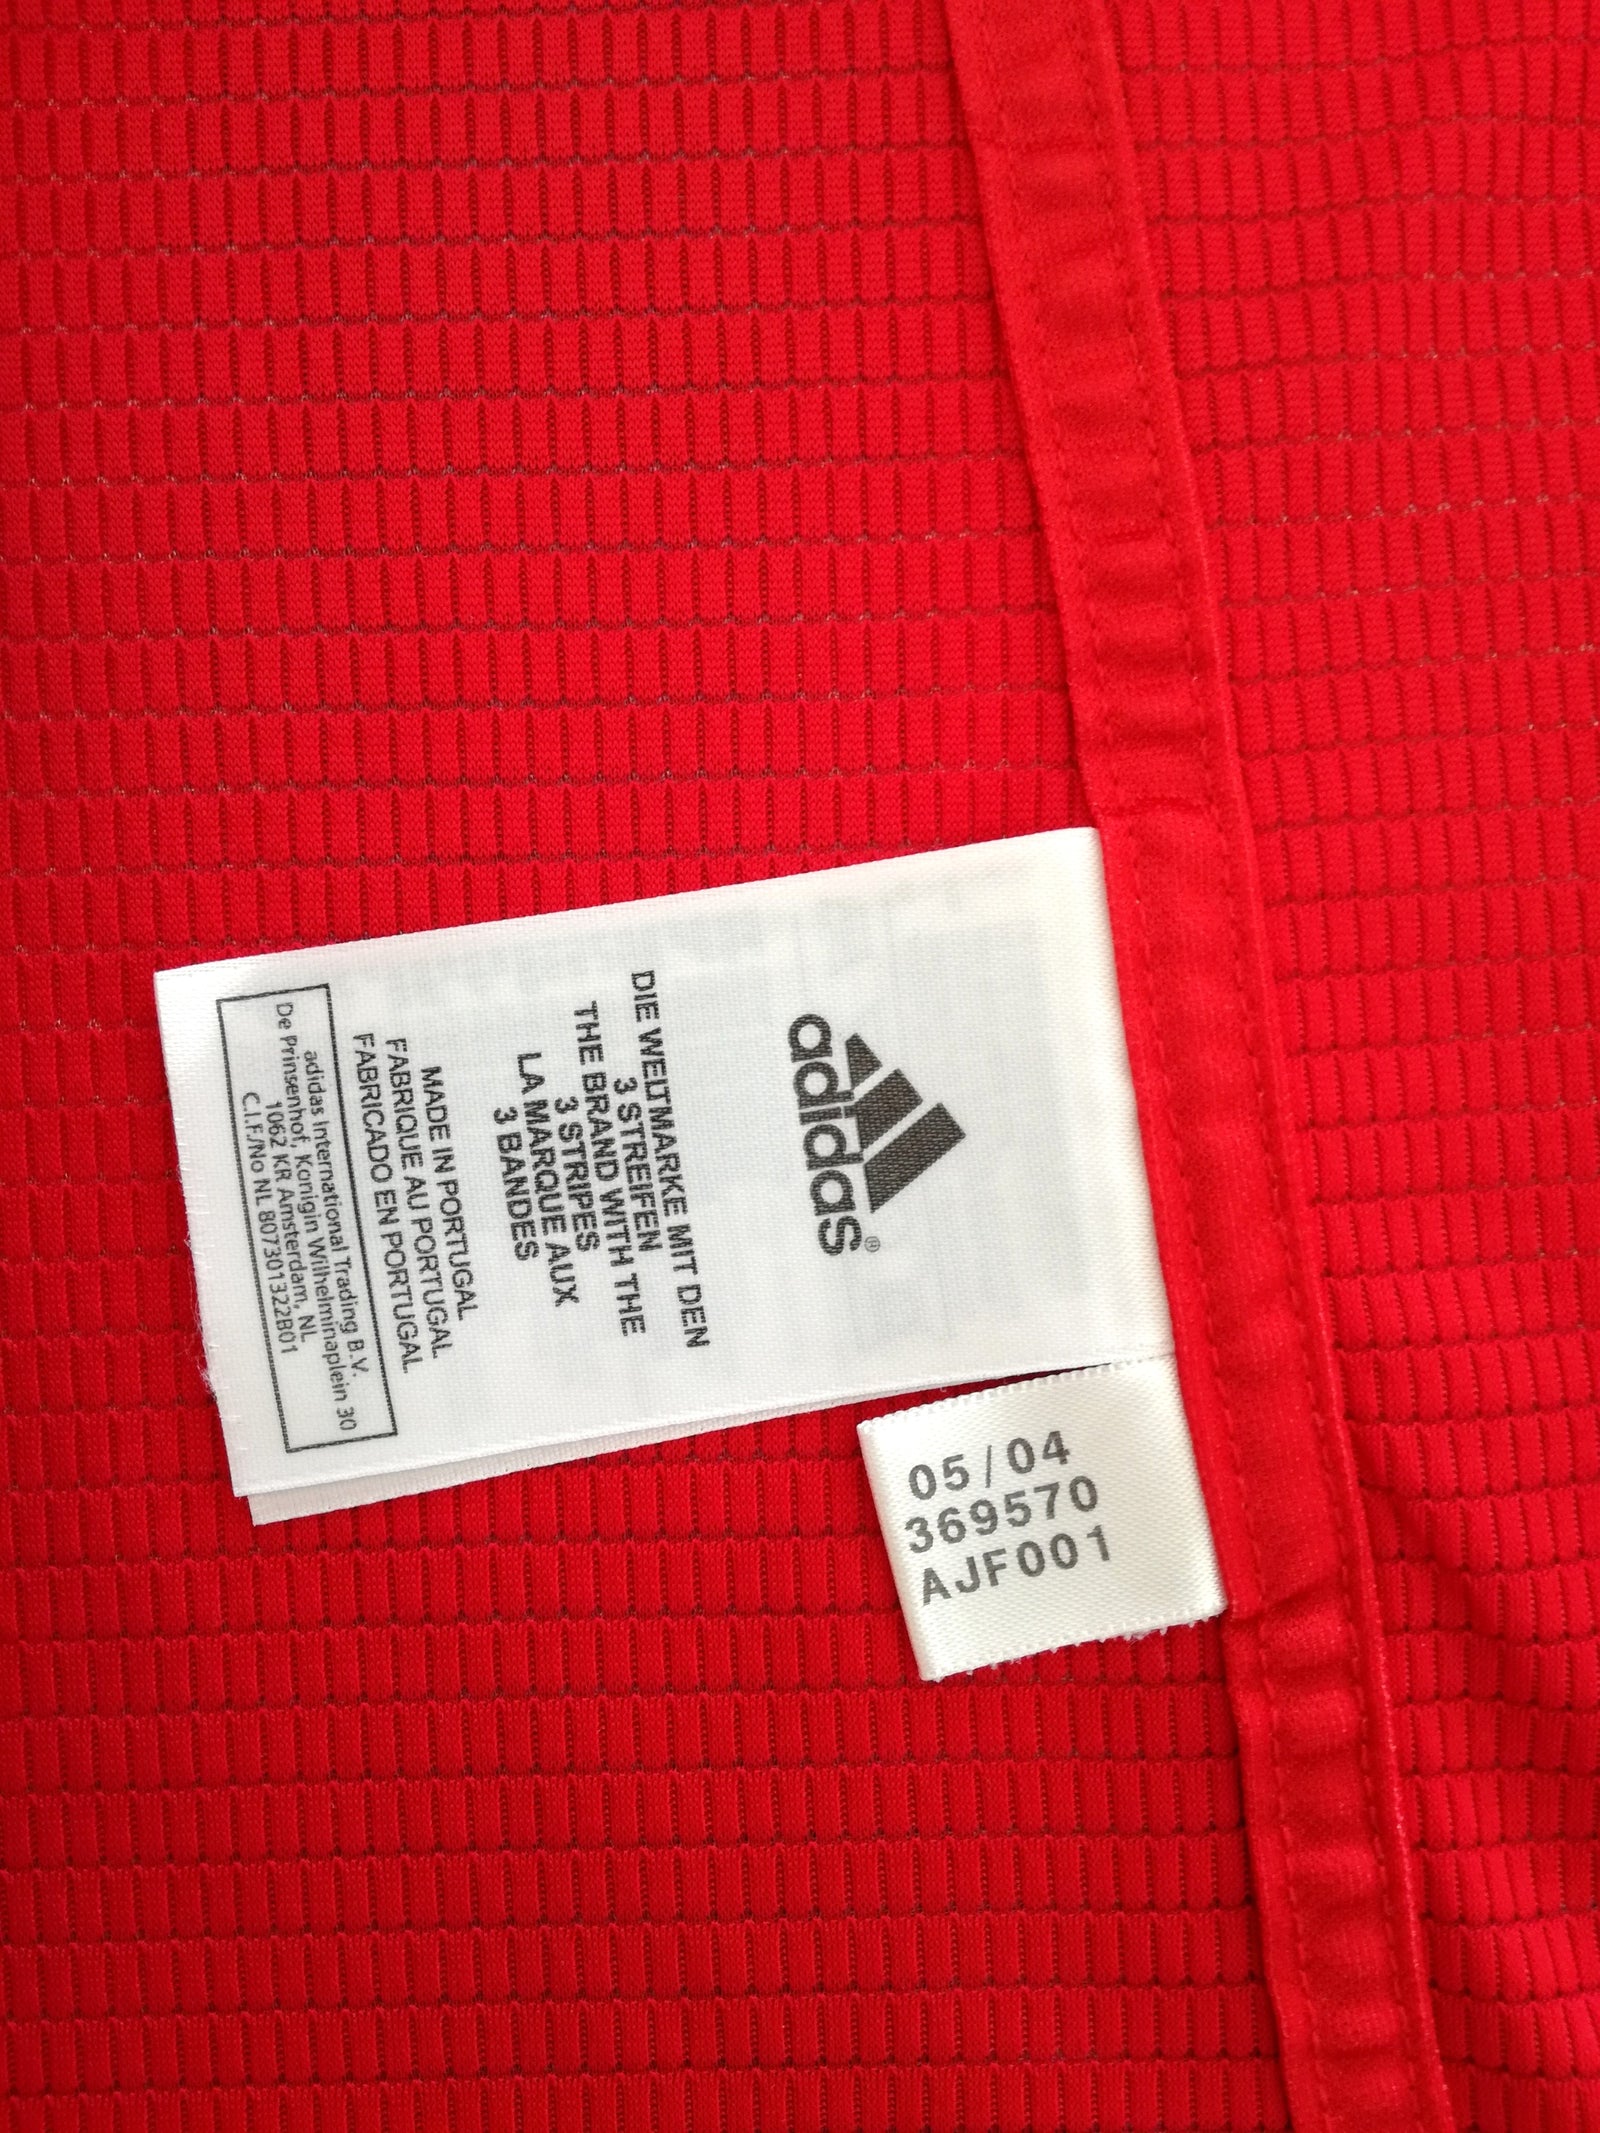 adidas®
DIE WELTMARKE MIT DEN
3 STREIFEN
THE BRAND WITH THE
3 STRIPES
LA MARQUE AUX
3 BANDES
MADE IN PORTUGAL
FABRIQUE AU PORTUGAL
FABRICADO EN PORTUGAL
adidas International Trading B.V.
De Prinsenhof, Konigin Wilhelminaplein 30
1062 KR Amsterdam, NL
C.I.F/No NL 807301322B01
05/04
369570
AJF001